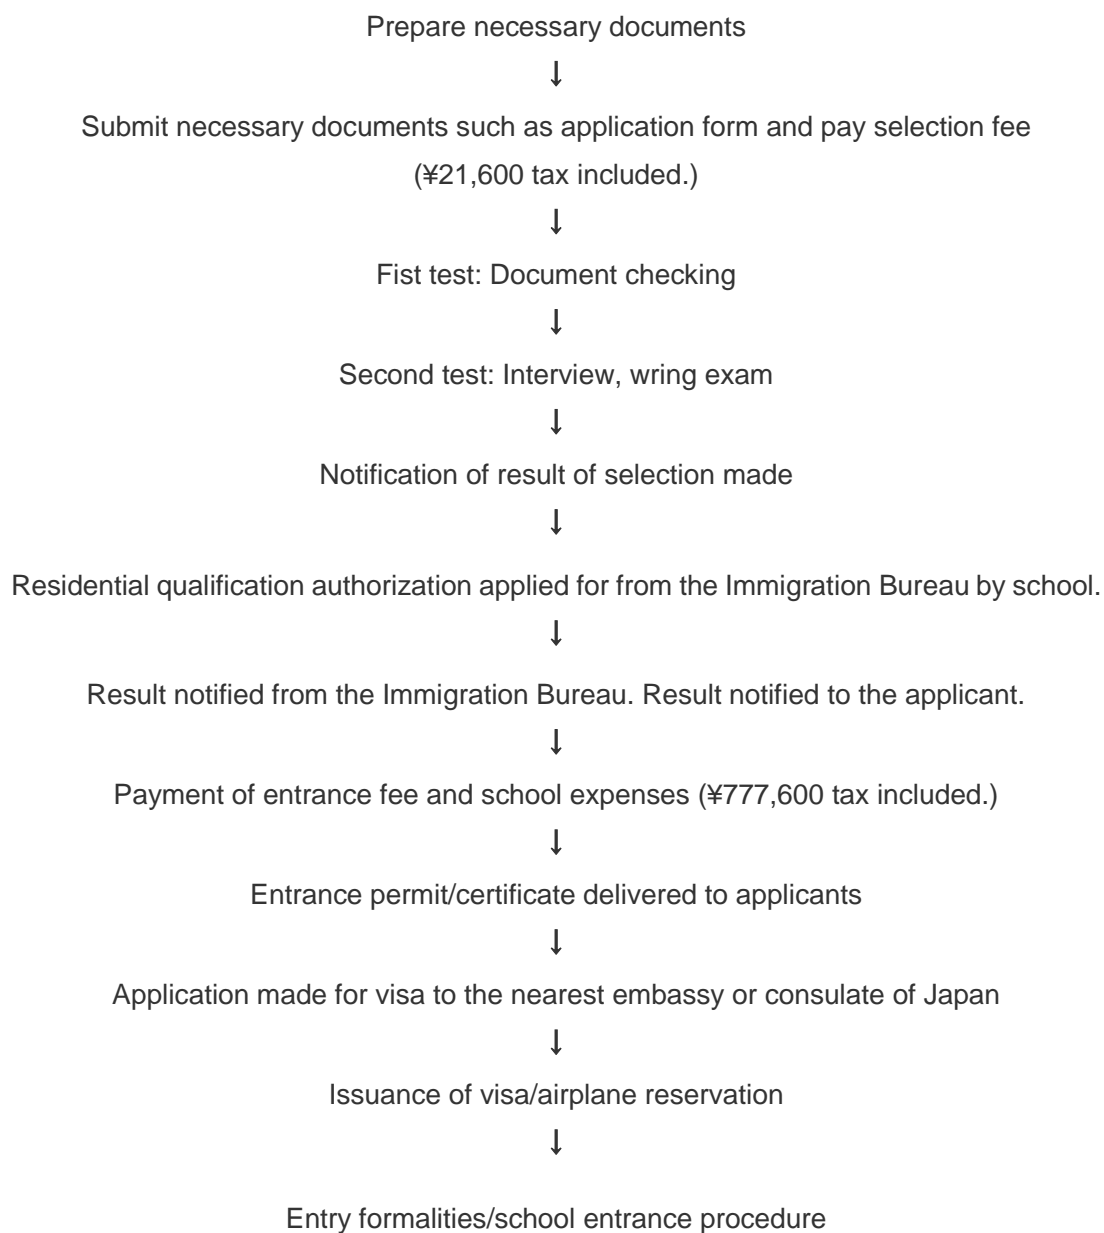 Prepare necessary documents
↓
Submit necessary documents such as application form and pay selection fee
(¥21,600 tax included.)
↓
Fist test: Document checking
↓
Second test: Interview, wring exam
↓
Notification of result of selection made
↓
Residential qualification authorization applied for from the Immigration Bureau by school.
↓
Result notified from the Immigration Bureau. Result notified to the applicant.
↓
Payment of entrance fee and school expenses (¥777,600 tax included.)
↓
Entrance permit/certificate delivered to applicants
↓
Application made for visa to the nearest embassy or consulate of Japan
↓
Issuance of visa/airplane reservation
↓
Entry formalities/school entrance procedure